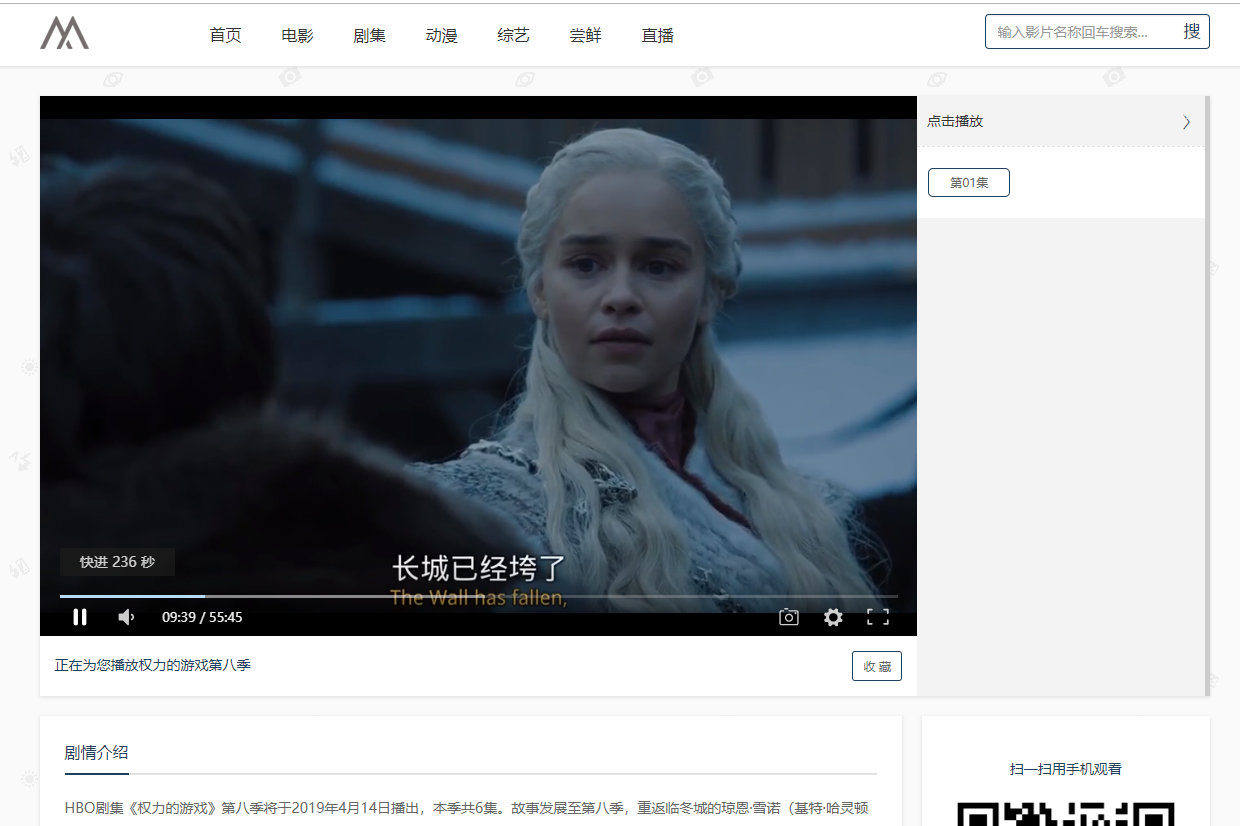 首页 电影 剧集 动漫 综艺 尝鲜 直播
输入影片名称回车搜索... 搜
点击播放
第01集
快进 236 秒
长城已经垮了
The Wall has fallen,
09:39 / 55:45
正在为您播放权力的游戏第八季
收 藏
剧情介绍
扫一扫用手机观看
HBO剧集《权力的游戏》第八季将于2019年4月14日播出，本季共6集。故事发展至第八季，重返临冬城的琼恩·雪诺（基特·哈灵顿